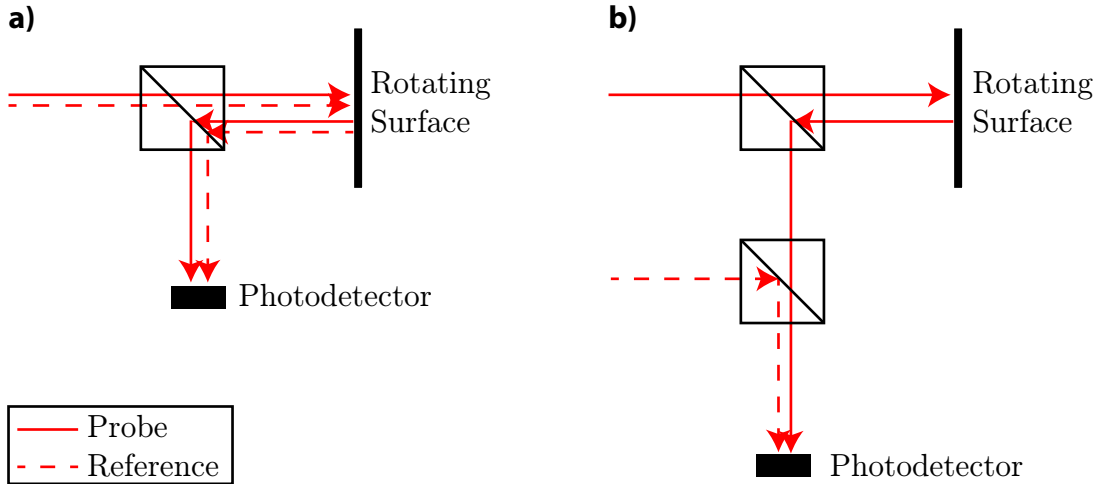 a)
Rotating
Surface
Photodetector
b)
Rotating
Surface
Photodetector
Probe
Reference